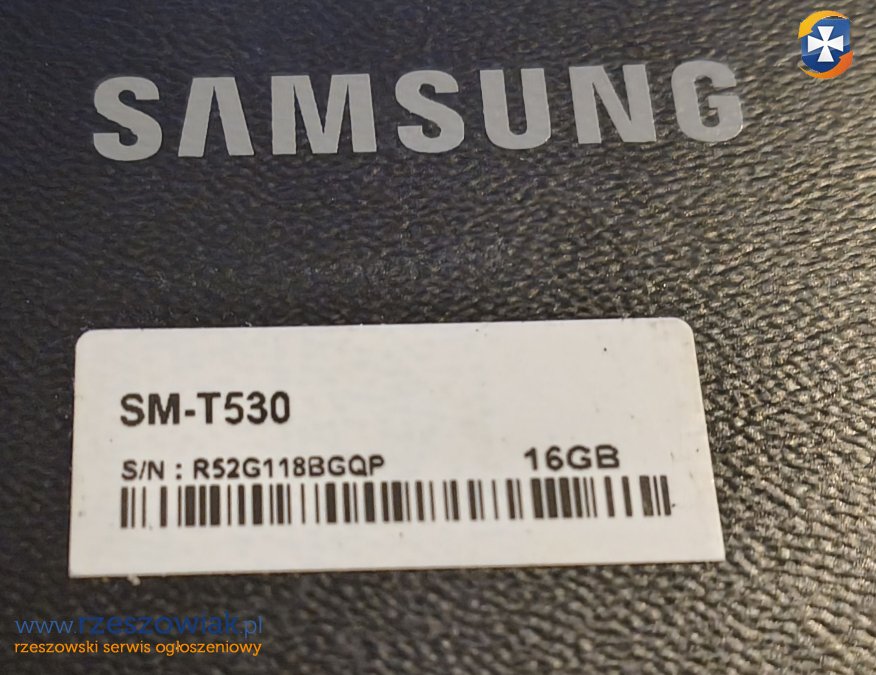 SAMSUNG
SM-T530
S/N : R52G118BGQP 16GB
www.rzeszowiak.pl
rzeszowski serwis ogłoszeniowy